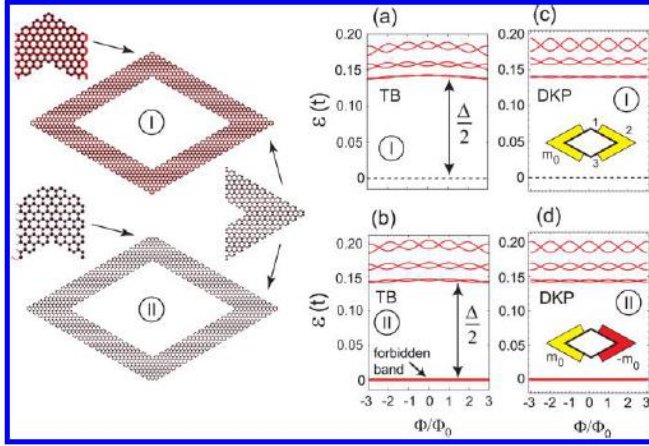 I
II
(a)
ε (t)
0.20
0.15
0.10
0.05
0
TB
I
Δ
2
(c)
DKP
I
1
2
3
m0
(b)
ε (t)
0.20
0.15
0.10
0.05
0
TB
II
Δ
2
forbidden
band
-3 -2 -1 0 1 2 3
Φ/Φ0
(d)
DKP
II
m0
-m0
-3 -2 -1 0 1 2 3
Φ/Φ0